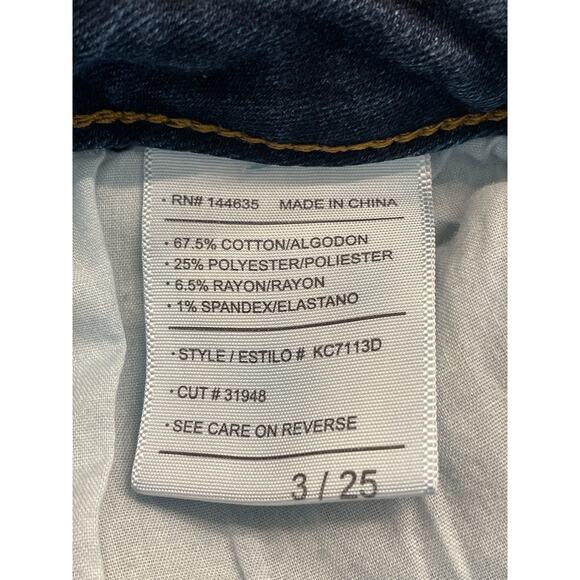 · RN# 144635 MADE IN CHINA
· 67.5% COTTON/ALGODON
· 25% POLYESTER/POLIESTER
· 6.5% RAYON/RAYON
· 1% SPANDEX/ELASTANO
· STYLE / ESTILO # KC7113D
· CUT # 31948
· SEE CARE ON REVERSE
3 / 25